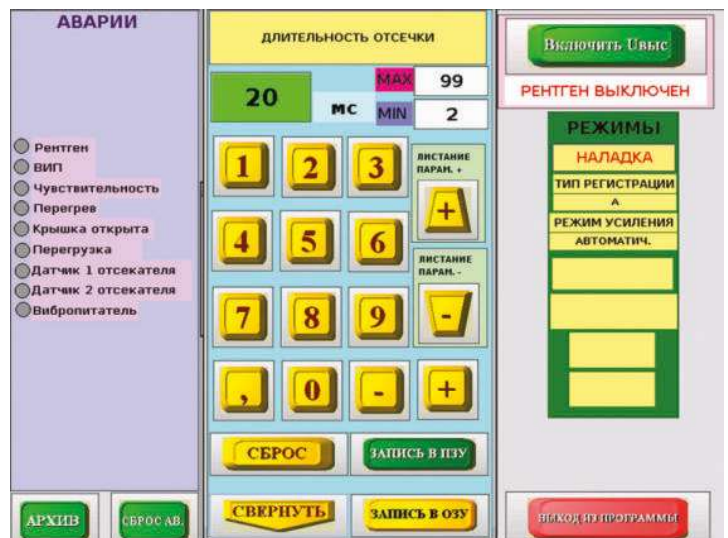 АВАРИИ
Рентген
ВИП
Чувствительность
Перегрев
Крышка открыта
Перегрузка
Датчик 1 отсекателя
Датчик 2 отсекателя
Вибропитатель
АРХИВ
СБРОС АВ.
ДЛИТЕЛЬНОСТЬ ОТСЕЧКИ
20
мс
MAX 99
MIN 2
1 2 3
ЛИСТАНИЕ
ПАРАМ. +
+
4 5 6
ЛИСТАНИЕ
ПАРАМ. -
-
7 8 9
, 0 - +
СБРОС
ЗАПИСЬ В ПЗУ
СВЕРНУТЬ
ЗАПИСЬ В ОЗУ
Включить Uвыс
РЕНТГЕН ВЫКЛЮЧЕН
РЕЖИМЫ
НАЛАДКА
ТИП РЕГИСТРАЦИИ
А
РЕЖИМ УСИЛЕНИЯ
АВТОМАТИЧ.
ВЫХОД ИЗ ПРОГРАММЫ